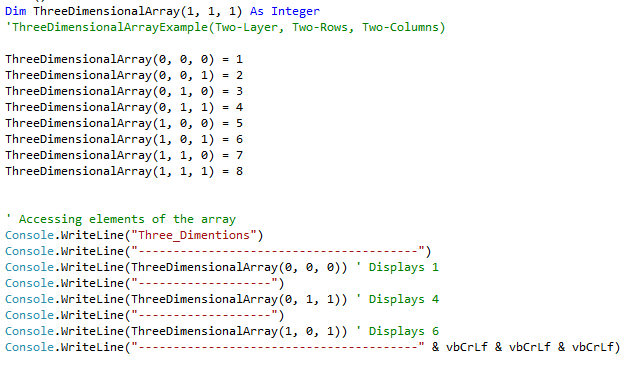 Dim ThreeDimensionalArray(1, 1, 1) As Integer
'ThreeDimensionalArrayExample(Two-Layer, Two-Rows, Two-Columns)
ThreeDimensionalArray(0, 0, 0) = 1
ThreeDimensionalArray(0, 0, 1) = 2
ThreeDimensionalArray(0, 1, 0) = 3
ThreeDimensionalArray(0, 1, 1) = 4
ThreeDimensionalArray(1, 0, 0) = 5
ThreeDimensionalArray(1, 0, 1) = 6
ThreeDimensionalArray(1, 1, 0) = 7
ThreeDimensionalArray(1, 1, 1) = 8
' Accessing elements of the array
Console.WriteLine("Three_Dimentions")
Console.WriteLine("----------------------------------------")
Console.WriteLine(ThreeDimensionalArray(0, 0, 0)) ' Displays 1
Console.WriteLine("-------------------")
Console.WriteLine(ThreeDimensionalArray(0, 1, 1)) ' Displays 4
Console.WriteLine("-------------------")
Console.WriteLine(ThreeDimensionalArray(1, 0, 1)) ' Displays 6
Console.WriteLine("----------------------------------------" & vbCrLf & vbCrLf & vbCrLf)